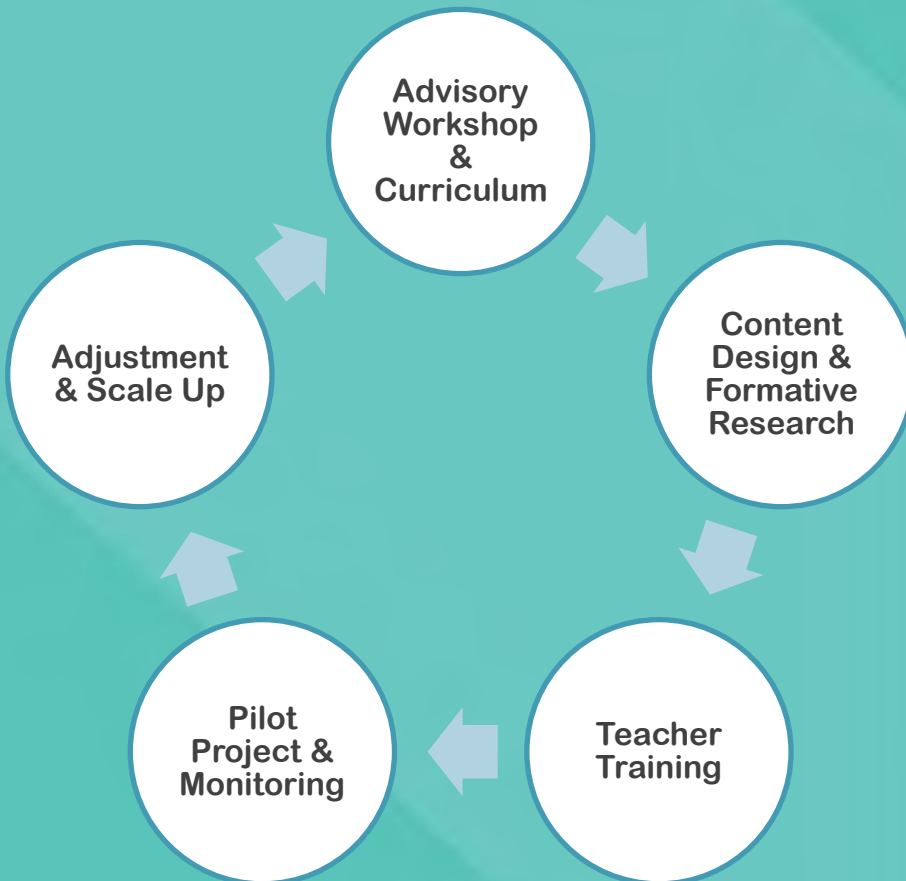 Advisory
Workshop
&
Curriculum
Content
Design &
Formative
Research
Teacher
Training
Pilot
Project &
Monitoring
Adjustment
& Scale Up